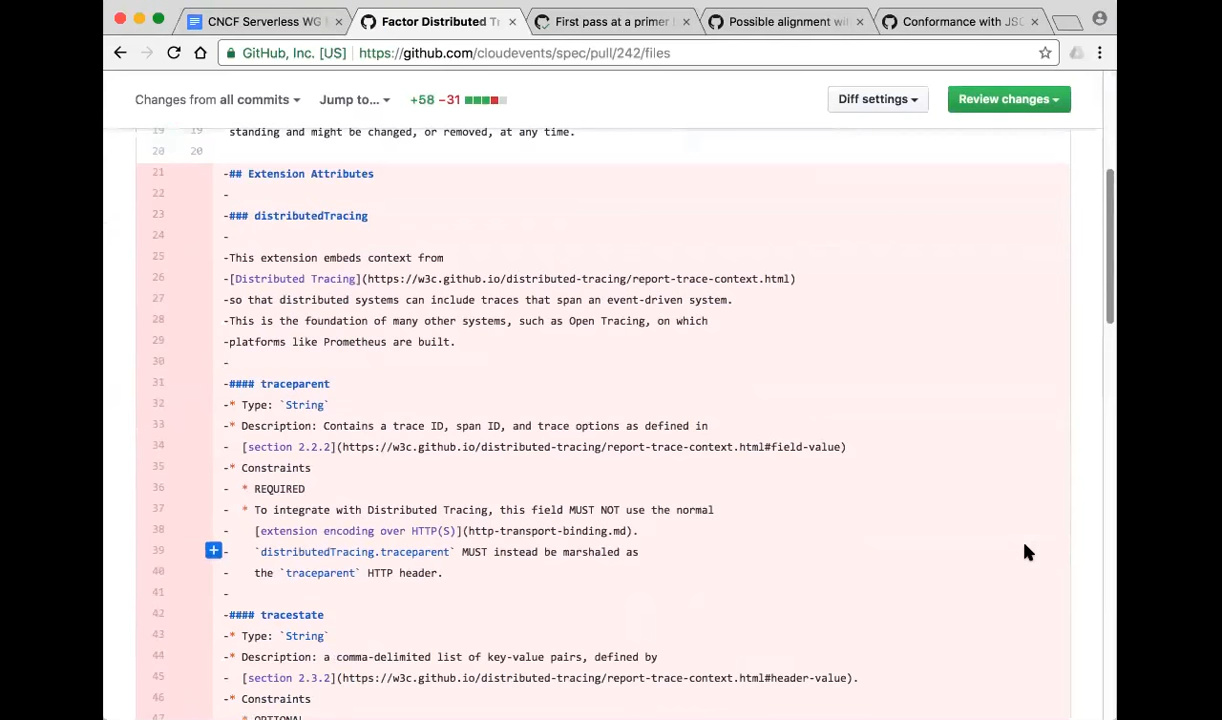 CNCF Serverless WG
Factor Distributed Tr
First pass at a primer
Possible alignment wi
Conformance with JSO
GitHub, Inc. [US]
https://github.com/cloudevents/spec/pull/242/files
Changes from all commits
Jump to...
+58 −31
Diff settings
Review changes
19 19 standing and might be changed, or removed, at any time.
20 20
21 -## Extension Attributes
22 -
23 -### distributedTracing
24 -
25 -This extension embeds context from
26 -[Distributed Tracing](https://w3c.github.io/distributed-tracing/report-trace-context.html)
27 -so that distributed systems can include traces that span an event-driven system.
28 -This is the foundation of many other systems, such as Open Tracing, on which
29 -platforms like Prometheus are built.
30 -
31 -#### traceparent
32 -* Type: `String`
33 -* Description: Contains a trace ID, span ID, and trace options as defined in
34 -  [section 2.2.2](https://w3c.github.io/distributed-tracing/report-trace-context.html#field-value)
35 -* Constraints
36 -  * REQUIRED
37 -  * To integrate with Distributed Tracing, this field MUST NOT use the normal
38 -    [extension encoding over HTTP(S)](http-transport-binding.md).
39 -    `distributedTracing.traceparent` MUST instead be marshaled as
40 -    the `traceparent` HTTP header.
41 -
42 -#### tracestate
43 -* Type: `String`
44 -* Description: a comma-delimited list of key-value pairs, defined by
45 -  [section 2.3.2](https://w3c.github.io/distributed-tracing/report-trace-context.html#header-value).
46 -* Constraints
47 -  * OPTIONAL